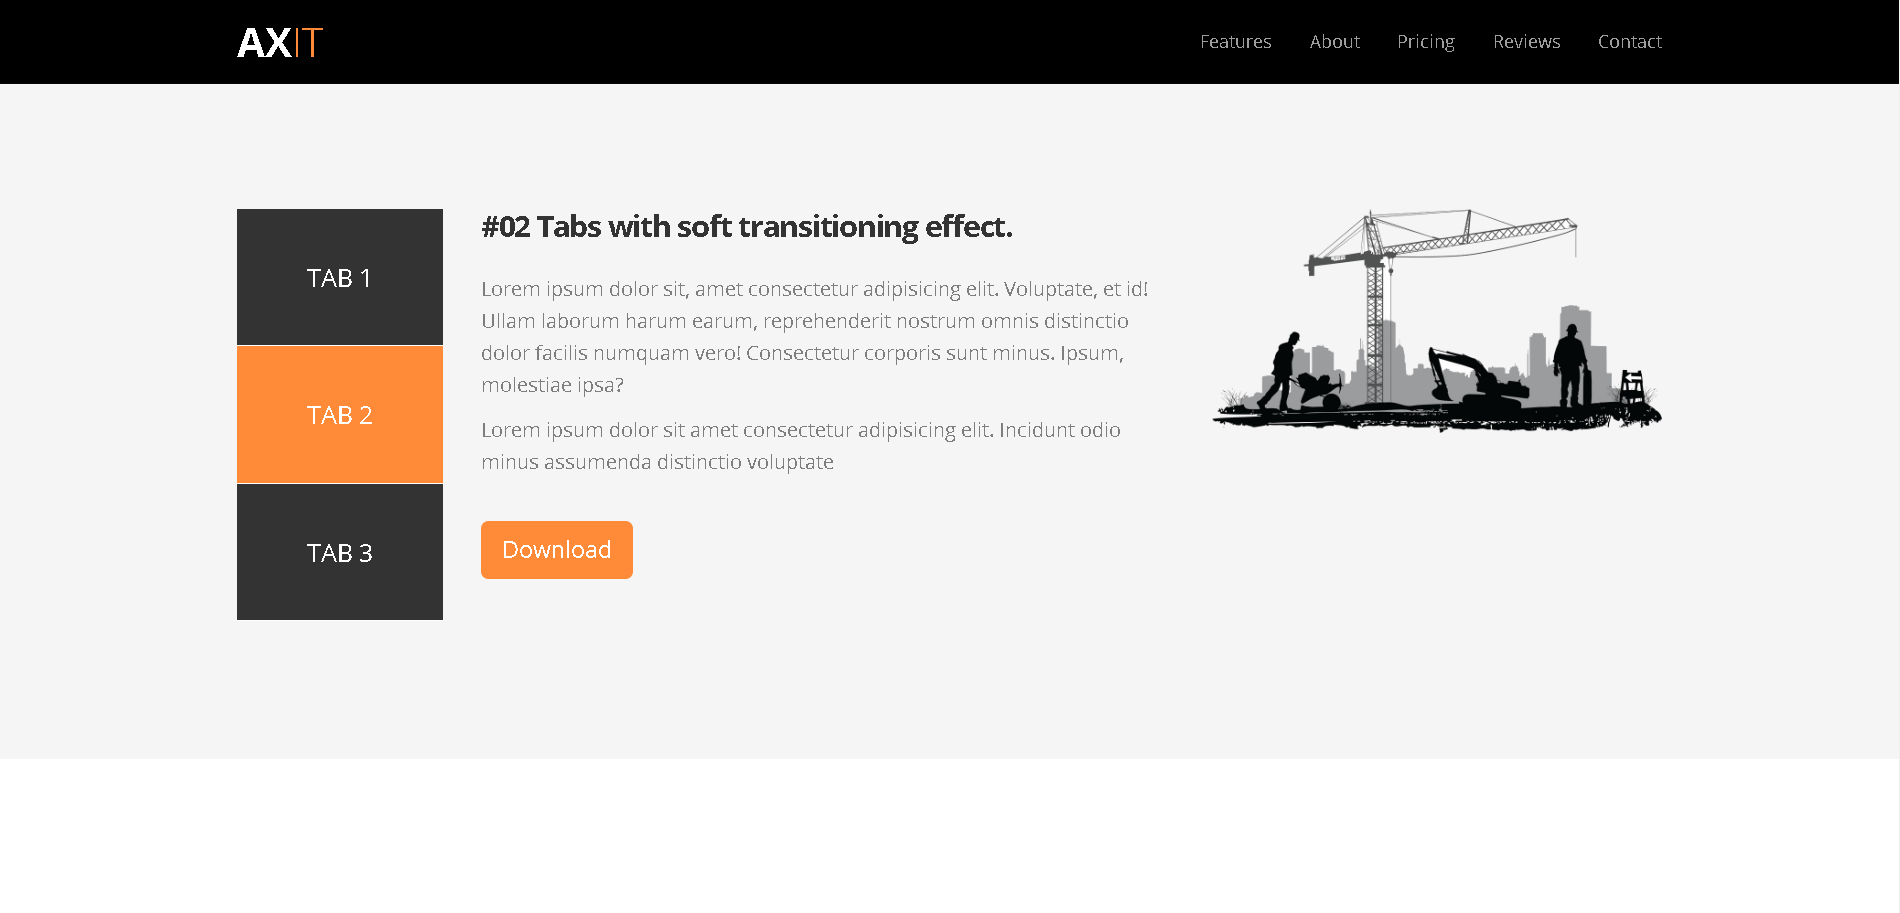 AXIT
Features About Pricing Reviews Contact
TAB 1
TAB 2
TAB 3
#02 Tabs with soft transitioning effect.
Lorem ipsum dolor sit, amet consectetur adipisicing elit. Voluptate, et id!
Ullam laborum harum earum, reprehenderit nostrum omnis distinctio
dolor facilis numquam vero! Consectetur corporis sunt minus. Ipsum,
molestiae ipsa?
Lorem ipsum dolor sit amet consectetur adipisicing elit. Incidunt odio
minus assumenda distinctio voluptate
Download